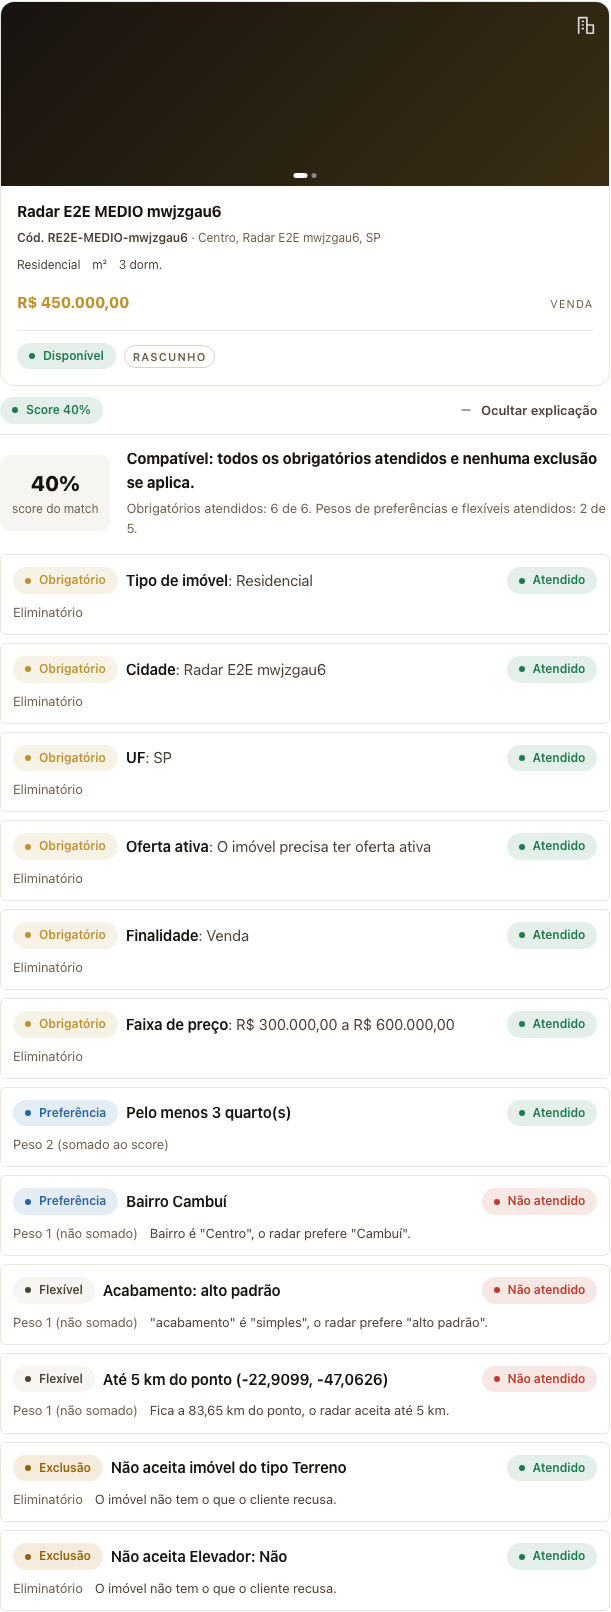 Radar E2E MEDIO mwjzgau6
Cód. RE2E-MEDIO-mwjzgau6 · Centro, Radar E2E mwjzgau6, SP
Residencial m² 3 dorm.
R$ 450.000,00 VENDA
Disponível RASCUNHO
Score 40% — Ocultar explicação
40%
score do match
Compatível: todos os obrigatórios atendidos e nenhuma exclusão
se aplica.
Obrigatórios atendidos: 6 de 6. Pesos de preferências e flexíveis atendidos: 2 de
5.
Obrigatório Tipo de imóvel: Residencial Atendido
Eliminatório
Obrigatório Cidade: Radar E2E mwjzgau6 Atendido
Eliminatório
Obrigatório UF: SP Atendido
Eliminatório
Obrigatório Oferta ativa: O imóvel precisa ter oferta ativa Atendido
Eliminatório
Obrigatório Finalidade: Venda Atendido
Eliminatório
Obrigatório Faixa de preço: R$ 300.000,00 a R$ 600.000,00 Atendido
Eliminatório
Preferência Pelo menos 3 quarto(s) Atendido
Peso 2 (somado ao score)
Preferência Bairro Cambuí Não atendido
Peso 1 (não somado) Bairro é "Centro", o radar prefere "Cambuí".
Flexível Acabamento: alto padrão Não atendido
Peso 1 (não somado) "acabamento" é "simples", o radar prefere "alto padrão".
Flexível Até 5 km do ponto (-22,9099, -47,0626) Não atendido
Peso 1 (não somado) Fica a 83,65 km do ponto, o radar aceita até 5 km.
Exclusão Não aceita imóvel do tipo Terreno Atendido
Eliminatório O imóvel não tem o que o cliente recusa.
Exclusão Não aceita Elevador: Não Atendido
Eliminatório O imóvel não tem o que o cliente recusa.